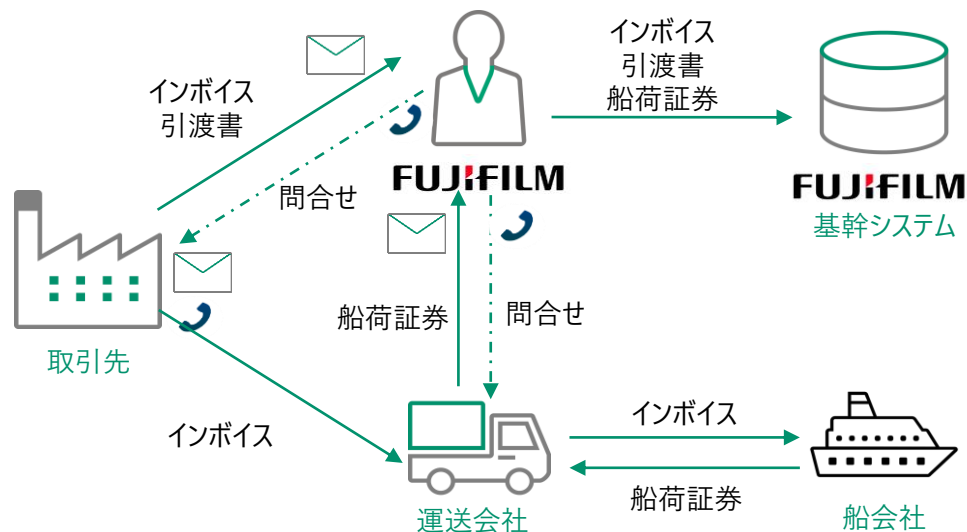 インボイス
引渡書
インボイス
引渡書
船荷証券
FUJIFILM
FUJIFILM
基幹システム
問合せ
取引先
船荷証券
問合せ
インボイス
インボイス
船荷証券
運送会社
船会社